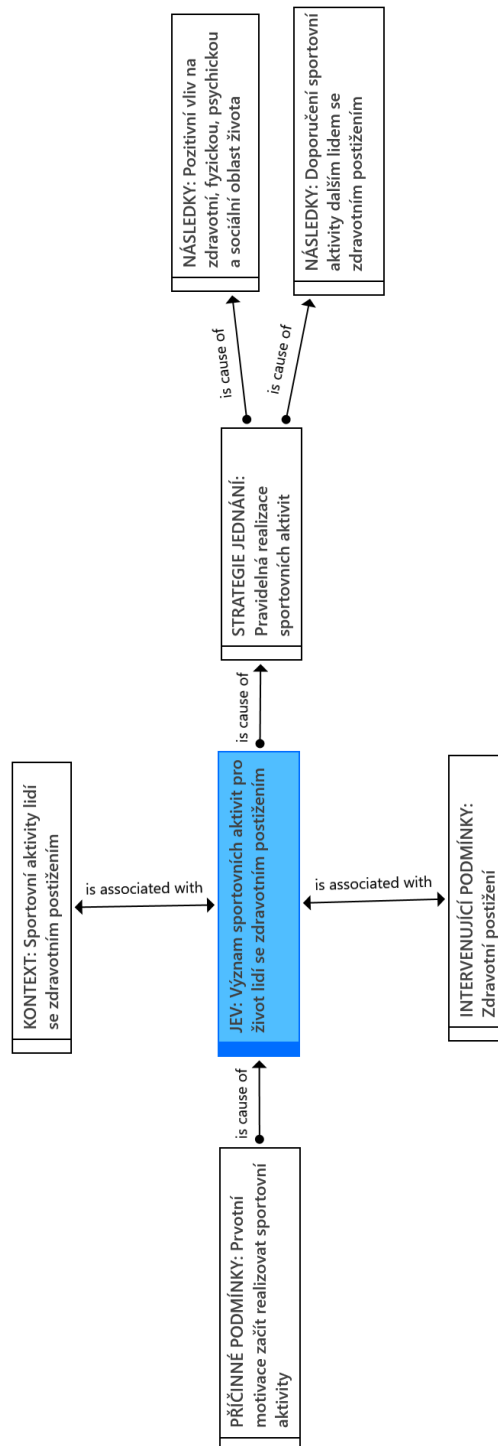 PŘÍČINNÉ PODMÍNKY: Prvotní
motivace začít realizovat sportovní
aktivity
is cause of
KONTEXT: Sportovní aktivity lidí
se zdravotním postižením
is associated with
JEV: Význam sportovních aktivit pro
život lidí se zdravotním postižením
is associated with
INTERVENUJÍCÍ PODMÍNKY:
Zdravotní postižení
is cause of
STRATEGIE JEDNÁNÍ:
Pravidelná realizace
sportovních aktivit
is cause of
is cause of
NÁSLEDKY: Pozitivní vliv na
zdravotní, fyzickou, psychickou
a sociální oblast života
NÁSLEDKY: Doporučení sportovní
aktivity dalším lidem se
zdravotním postižením